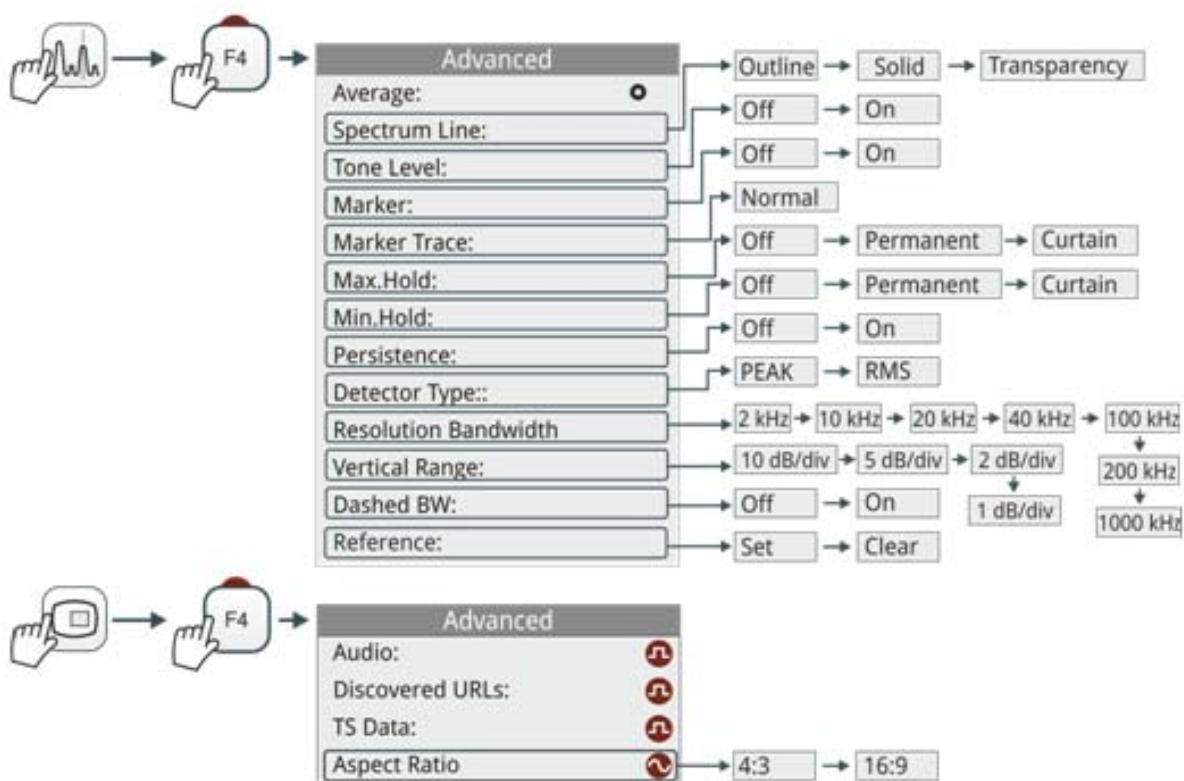 F4
Advanced
Average:
Spectrum Line:
Outline Solid Transparency
Tone Level:
Off On
Marker:
Off On
Marker Trace:
Normal
Max.Hold:
Off Permanent Curtain
Min.Hold:
Off Permanent Curtain
Persistence:
Off On
Detector Type::
PEAK RMS
Resolution Bandwidth
2 kHz 10 kHz 20 kHz 40 kHz 100 kHz
200 kHz
1000 kHz
Vertical Range:
10 dB/div 5 dB/div 2 dB/div
1 dB/div
Dashed BW:
Off On
Reference:
Set Clear
F4
Advanced
Audio:
Discovered URLs:
TS Data:
Aspect Ratio
4:3 16:9